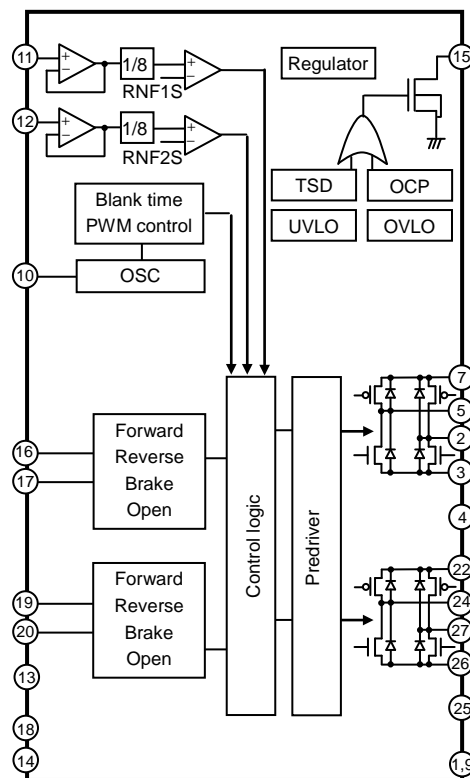 11
1/8
RNF1S
Regulator
15
12
1/8
RNF2S
TSD
OCP
UVLO
OVLO
Blank time
PWM control
10
OSC
7
5
2
3
4
16
17
Forward
Reverse
Brake
Open
Control logic
Predriver
22
24
27
26
25
19
20
Forward
Reverse
Brake
Open
13
18
14
1,9